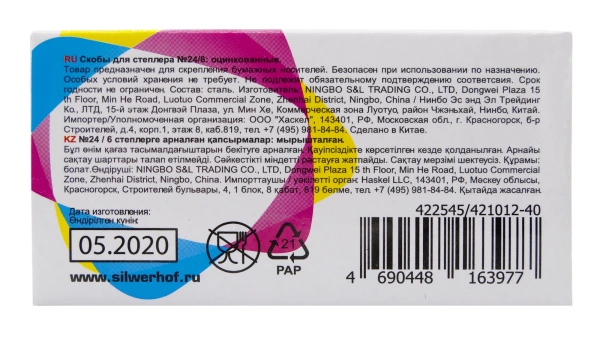 RU Скобы для степлера №24/6: оцинкованные.
Товар предназначен для скрепления бумажных носителей. Безопасен при использовании по назначению.
Особых условий хранения не требует. Не подлежит обязательному подтверждению соответсвия. Срок
годности не ограничен. Состав: сталь. Изготовитель: NINGBO S&L TRADING CO., LTD, Dongwei Plaza 15
th Floor, Min He Road, Luotuo Commercial Zone, Zhenhai District, Ningbo, China / Нинбо Эс энд Эл Трейдинг
Ко., ЛТД, 15-й этаж Донгвэй Плаза, ул. Мин Хе, Коммерческая зона Луотуо, район Чжэньхай, Нинбо, Китай.
Импортер/Уполномоченная организация: ООО "Хаскел", 143401, РФ, Московская обл., г. Красногорск, б-р
Строителей, д.4, корп.1, этаж 8, каб.819, тел. +7 (495) 981-84-84. Сделано в Китае.
KZ №24 / 6 степлерге арналған қапсырмалар: мырышталған.
Бұл өнім қағаз тасымалдағыштарын бекітуге арналған. Қауіпсіздікте көрсетілген кезде қолданылған. Арнайы
сақтау шарттары талап етілмейді. Сәйкестікті міндетті растауға жатпайды. Сақтау мерзімі шектеусіз. Құрамы:
болат.Өндіруші: NINGBO S&L TRADING CO., LTD, Dongwei Plaza 15 th Floor, Min He Road, Luotuo Commercial
Zone, Zhenhai District, Ningbo, China. Импорттаушы / уәкілетті орган: Haskel LLC, 143401, РФ, Мәскеу облысы,
Красногорск, Строителей бульвары, 4, 1 блок, 8 қабат, 819 бөлме, тел. +7 (495) 981-84-84. Қытайда жасалған.
422545/421012-40
Дата изготовления:
Өндірілген күнін:
05.2020
21
PAP
www.silwerhof.ru
4 690448 163977